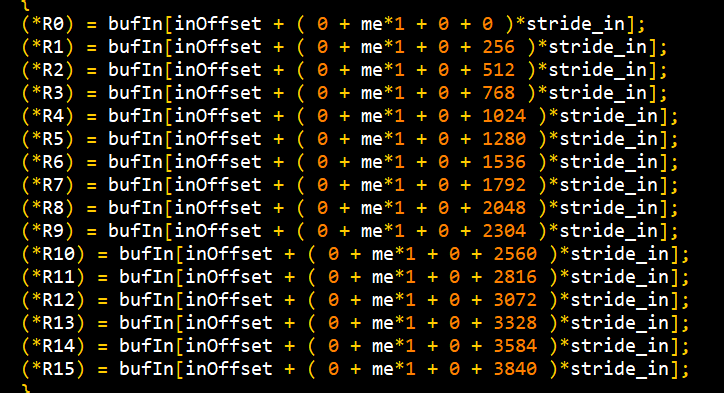 {
(*R0) = bufIn[inOffset + ( 0 + me*1 + 0 + 0 )*stride_in];
(*R1) = bufIn[inOffset + ( 0 + me*1 + 0 + 256 )*stride_in];
(*R2) = bufIn[inOffset + ( 0 + me*1 + 0 + 512 )*stride_in];
(*R3) = bufIn[inOffset + ( 0 + me*1 + 0 + 768 )*stride_in];
(*R4) = bufIn[inOffset + ( 0 + me*1 + 0 + 1024 )*stride_in];
(*R5) = bufIn[inOffset + ( 0 + me*1 + 0 + 1280 )*stride_in];
(*R6) = bufIn[inOffset + ( 0 + me*1 + 0 + 1536 )*stride_in];
(*R7) = bufIn[inOffset + ( 0 + me*1 + 0 + 1792 )*stride_in];
(*R8) = bufIn[inOffset + ( 0 + me*1 + 0 + 2048 )*stride_in];
(*R9) = bufIn[inOffset + ( 0 + me*1 + 0 + 2304 )*stride_in];
(*R10) = bufIn[inOffset + ( 0 + me*1 + 0 + 2560 )*stride_in];
(*R11) = bufIn[inOffset + ( 0 + me*1 + 0 + 2816 )*stride_in];
(*R12) = bufIn[inOffset + ( 0 + me*1 + 0 + 3072 )*stride_in];
(*R13) = bufIn[inOffset + ( 0 + me*1 + 0 + 3328 )*stride_in];
(*R14) = bufIn[inOffset + ( 0 + me*1 + 0 + 3584 )*stride_in];
(*R15) = bufIn[inOffset + ( 0 + me*1 + 0 + 3840 )*stride_in];
}